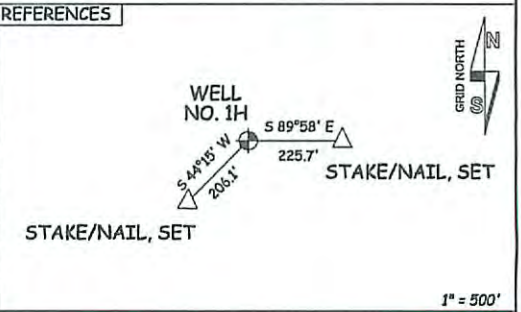 REFERENCES
N
GRID NORTH
S
WELL
NO. 1H
S 89°58' E
225.7'
S 44°15' W
206.1'
STAKE/NAIL, SET
STAKE/NAIL, SET
1" = 500'